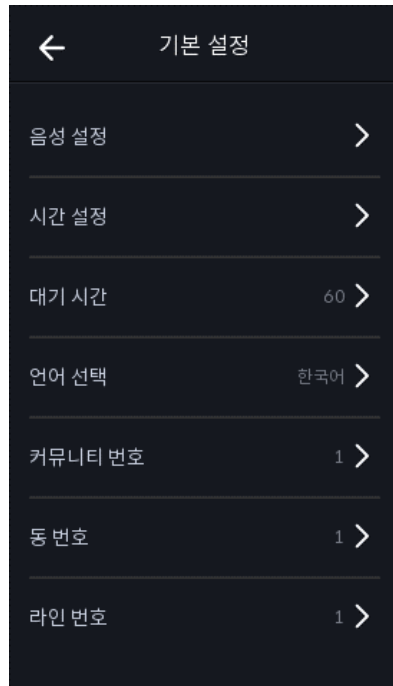 기본 설정
음성 설정
시간 설정
대기 시간 60
언어 선택 한국어
커뮤니티 번호 1
동 번호 1
라인 번호 1